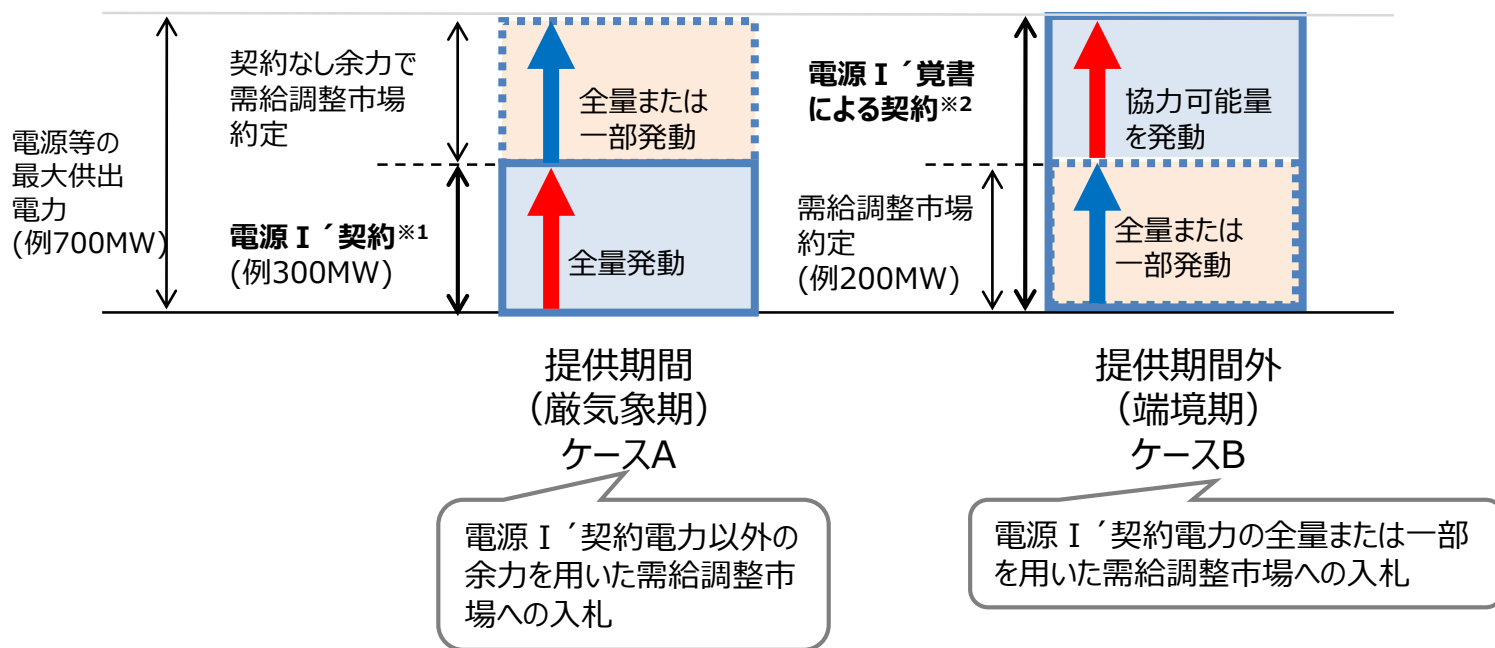 電源等の
最大供出
電力
(例700MW)
契約なし余力で
需給調整市場
約定
電源Ⅰ´契約※1
(例300MW)
全量または
一部発動
全量発動
電源Ⅰ´覚書
による契約※2
需給調整市場
約定
(例200MW)
協力可能量
を発動
全量または
一部発動
提供期間
(厳気象期)
ケースA
提供期間外
(端境期)
ケースB
電源Ⅰ´契約電力以外の
余力を用いた需給調整市
場への入札
電源Ⅰ´契約電力の全量または一部
を用いた需給調整市場への入札